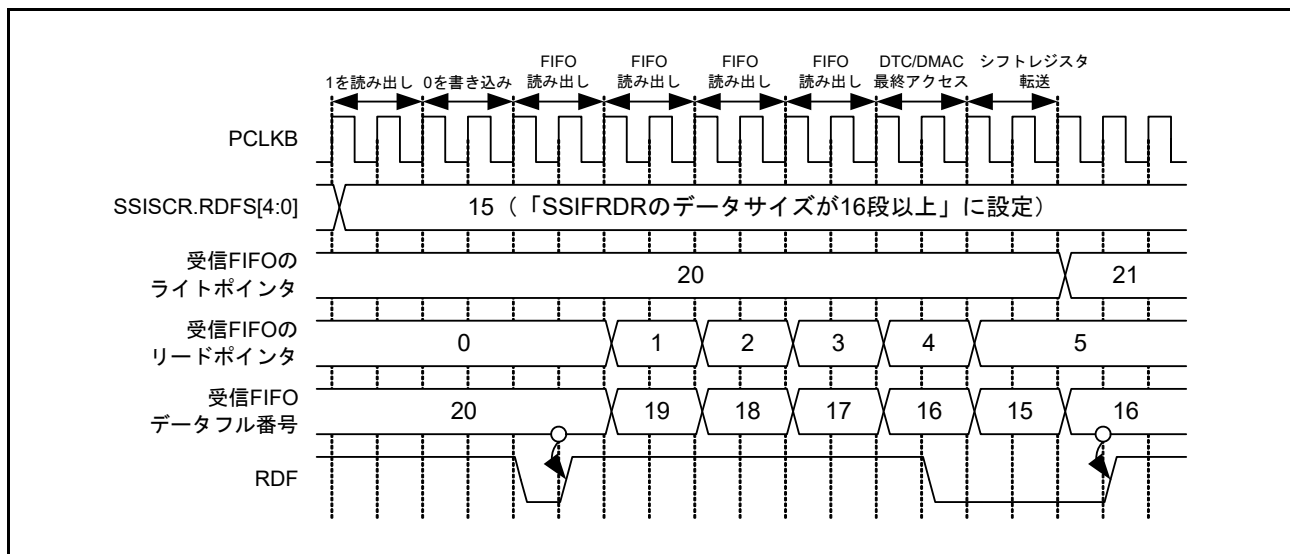 1を読み出し
0を書き込み
FIFO
読み出し
FIFO
読み出し
FIFO
読み出し
FIFO
読み出し
DTC/DMAC
最終アクセス
シフトレジスタ
転送
PCLKB
SSISCR.RDFS[4:0]
15（「SSIFRDRのデータサイズが16段以上」に設定）
受信FIFOの
ライトポインタ
20
21
受信FIFOの
リードポインタ
0
1
2
3
4
5
受信FIFO
データフル番号
20
19
18
17
16
15
16
RDF